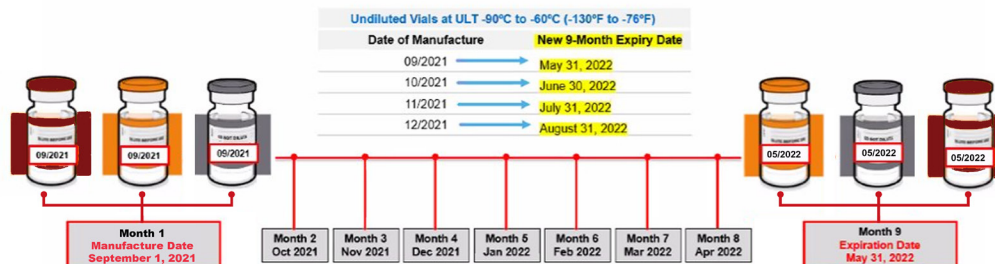 Undiluted Vials at ULT -90ºC to -60ºC (-130ºF to -76ºF)
Date of Manufacture New 9-Month Expiry Date
09/2021 May 31, 2022
10/2021 June 30, 2022
11/2021 July 31, 2022
12/2021 August 31, 2022
09/2021
09/2021
09/2021
05/2022
05/2022
05/2022
Month 1
Manufacture Date
September 1, 2021
Month 2
Oct 2021
Month 3
Nov 2021
Month 4
Dec 2021
Month 5
Jan 2022
Month 6
Feb 2022
Month 7
Mar 2022
Month 8
Apr 2022
Month 9
Expiration Date
May 31, 2022